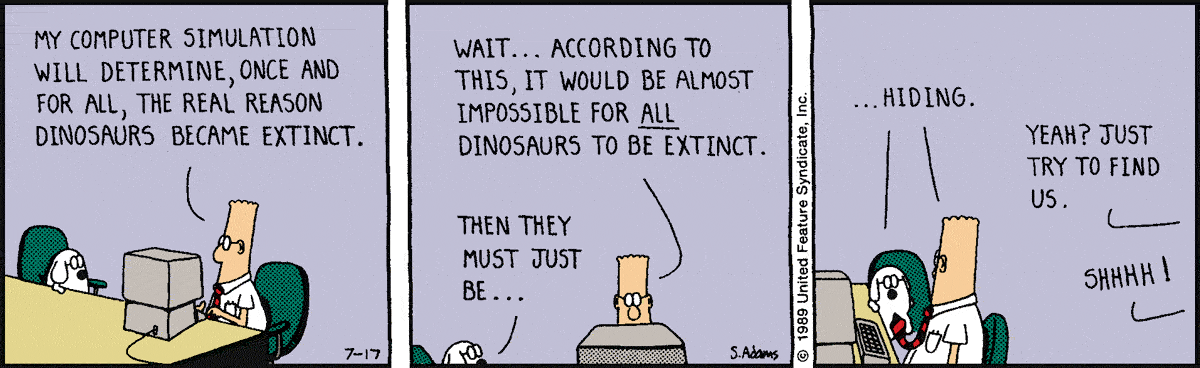 MY COMPUTER SIMULATION
WILL DETERMINE, ONCE AND
FOR ALL, THE REAL REASON
DINOSAURS BECAME EXTINCT.
7-17
WAIT... ACCORDING TO
THIS, IT WOULD BE ALMOST
IMPOSSIBLE FOR ALL
DINOSAURS TO BE EXTINCT.
THEN THEY
MUST JUST
BE...
S.Adams
© 1989 United Feature Syndicate, Inc.
...HIDING.
YEAH? JUST
TRY TO FIND
US.
SHHHH!